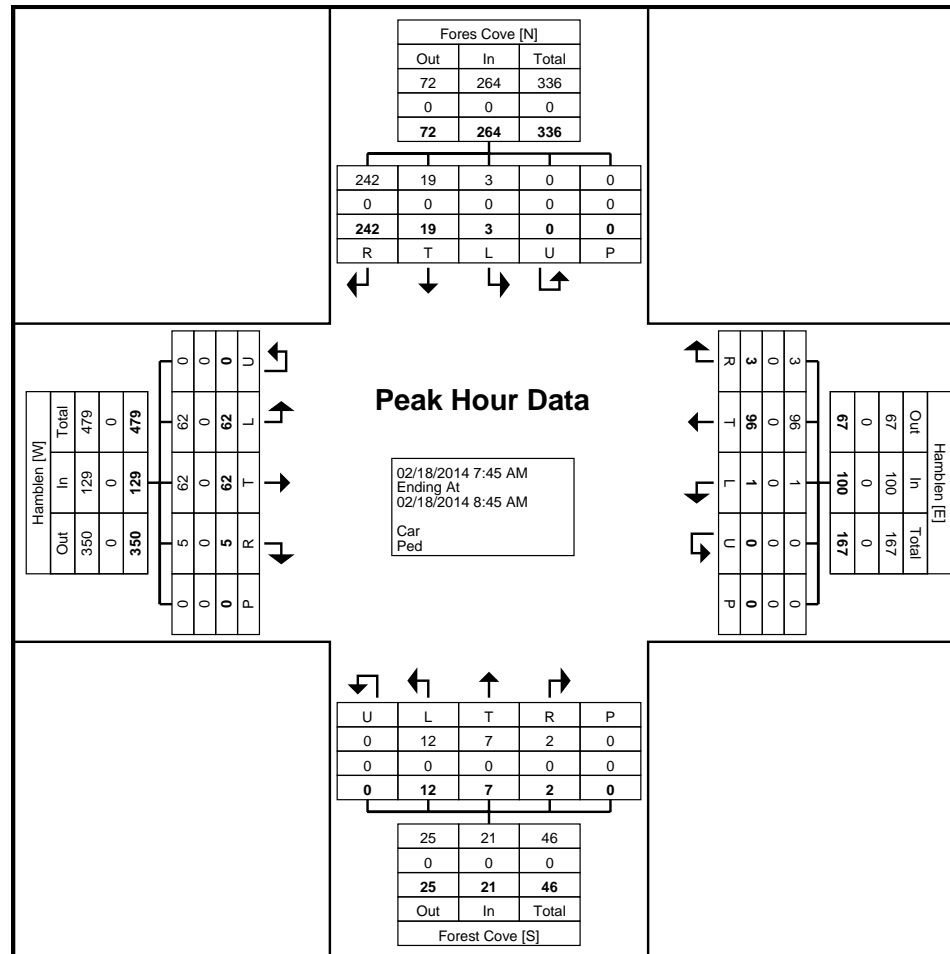 Fores Cove [N]
Out In Total
72 264 336
0 0 0
72 264 336
242 19 3 0 0
0 0 0 0 0
242 19 3 0 0
R T L U P
Hamblen [W]
Total 479 0 479
In 129 0 129
Out 350 0 350
0 0 0 U
62 0 62 L
62 0 62 T
5 0 5 R
0 0 0 P
Peak Hour Data
02/18/2014 7:45 AM
Ending At
02/18/2014 8:45 AM
Car
Ped
R 3 0 3
T 96 0 96
L 1 0 1
U 0 0 0
P 0 0 0
67 0 67 Out
100 0 100 In
167 0 167 Total
Hamblen [E]
U L T R P
0 12 7 2 0
0 0 0 0 0
0 12 7 2 0
25 21 46
0 0 0
25 21 46
Out In Total
Forest Cove [S]